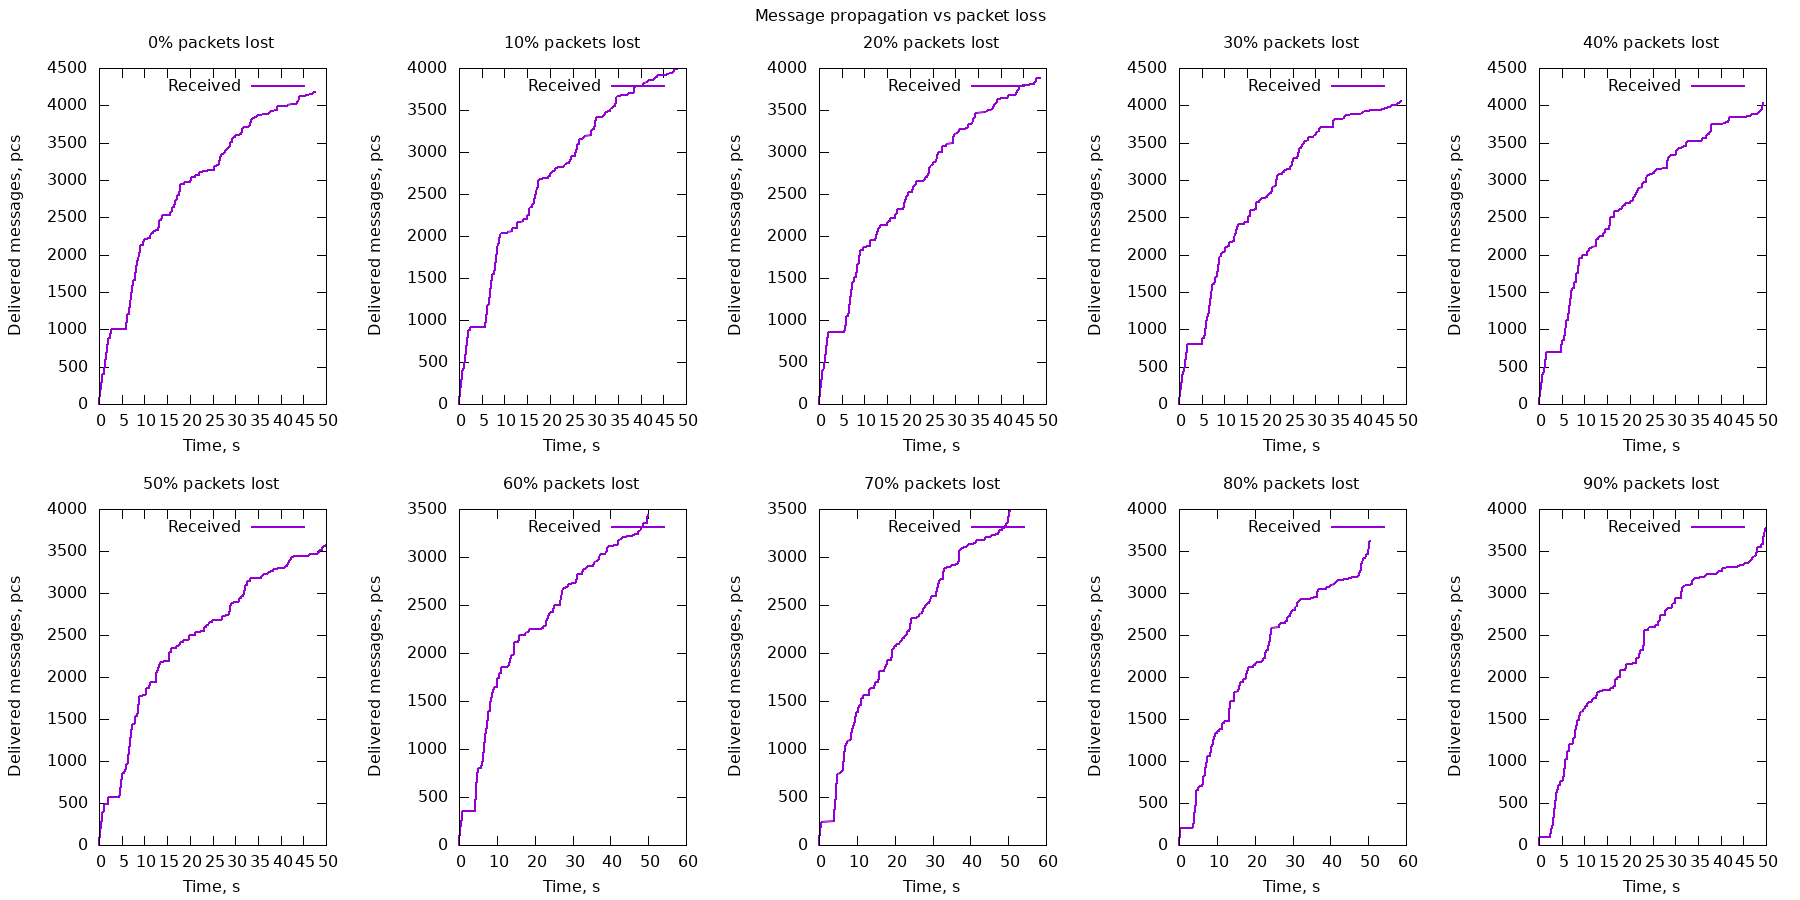 Message propagation vs packet loss
0% packets lost
4500
4000
3500
3000
2500
2000
1500
1000
500
0
0 5 10 15 20 25 30 35 40 45 50
Delivered messages, pcs
Time, s
Received
10% packets lost
4000
3500
3000
2500
2000
1500
1000
500
0
0 5 10 15 20 25 30 35 40 45 50
Delivered messages, pcs
Time, s
Received
20% packets lost
4000
3500
3000
2500
2000
1500
1000
500
0
0 5 10 15 20 25 30 35 40 45 50
Delivered messages, pcs
Time, s
Received
30% packets lost
4500
4000
3500
3000
2500
2000
1500
1000
500
0
0 5 10 15 20 25 30 35 40 45 50
Delivered messages, pcs
Time, s
Received
40% packets lost
4500
4000
3500
3000
2500
2000
1500
1000
500
0
0 5 10 15 20 25 30 35 40 45 50
Delivered messages, pcs
Time, s
Received
50% packets lost
4000
3500
3000
2500
2000
1500
1000
500
0
0 5 10 15 20 25 30 35 40 45 50
Delivered messages, pcs
Time, s
Received
60% packets lost
3500
3000
2500
2000
1500
1000
500
0
0 10 20 30 40 50 60
Delivered messages, pcs
Time, s
Received
70% packets lost
3500
3000
2500
2000
1500
1000
500
0
0 10 20 30 40 50 60
Delivered messages, pcs
Time, s
Received
80% packets lost
4000
3500
3000
2500
2000
1500
1000
500
0
0 10 20 30 40 50 60
Delivered messages, pcs
Time, s
Received
90% packets lost
4000
3500
3000
2500
2000
1500
1000
500
0
0 5 10 15 20 25 30 35 40 45 50
Delivered messages, pcs
Time, s
Received